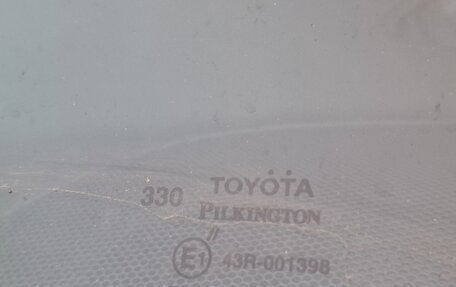 TOYOTA
330 PILKINGTON
//
E1 43R-001398